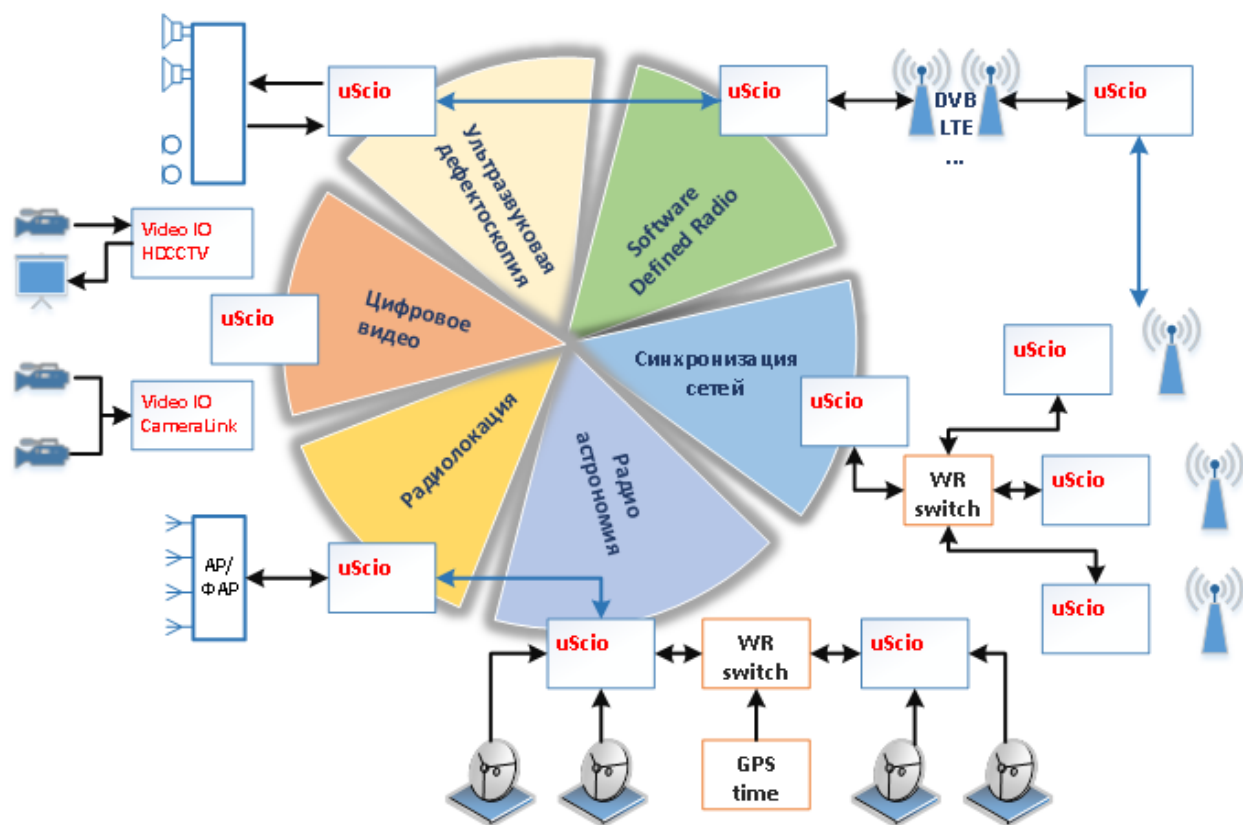 uScio
uScio
DVB
LTE
...
uScio
Ультразвуковая
дефектоскопия
Software
Defined Radio
Video IO
HDCCTV
uScio
Цифровое
видео
Синхронизация
сетей
uScio
uScio
Video IO
CameraLink
Радиолокация
Радио
астрономия
WR
switch
uScio
АР/
ФАР
uScio
uScio
uScio
WR
switch
uScio
GPS
time